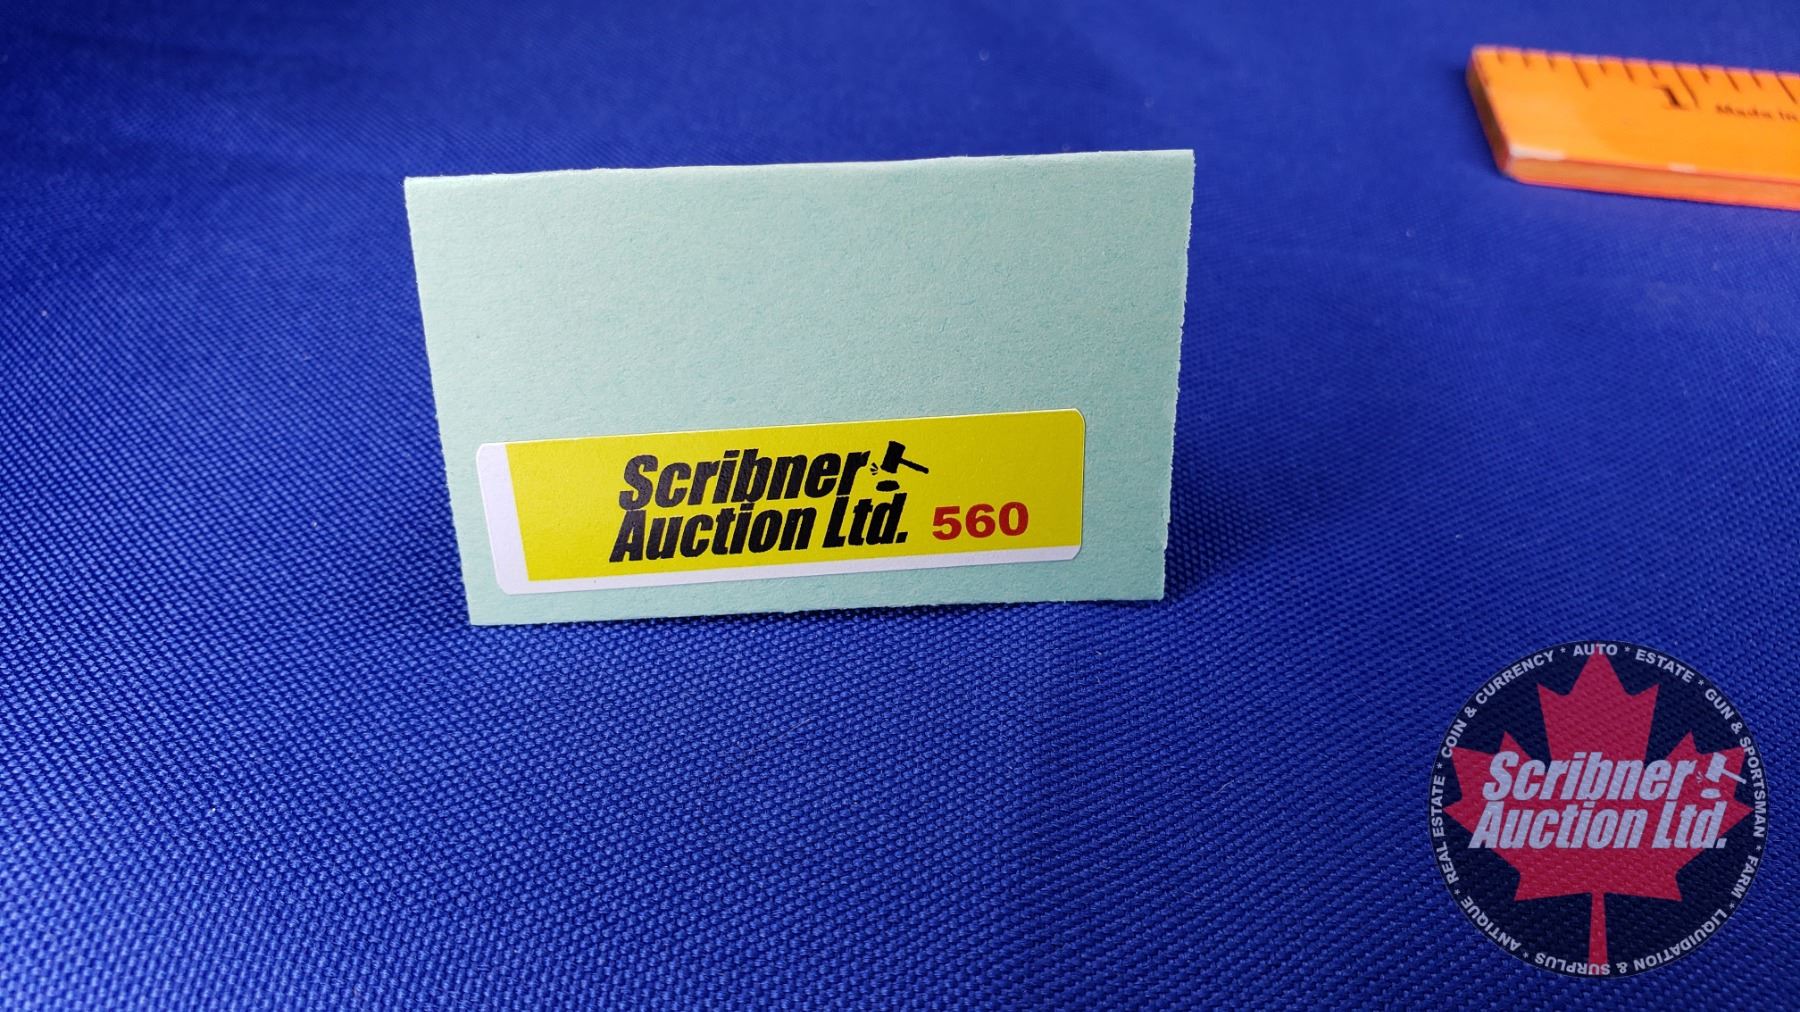 1
Made in
Scribner
Auction Ltd. 560
COIN & CURRENCY * AUTO * ESTATE * GUN & SPORTSMAN * FARM * LIQUIDATION & SURPLUS * ANTIQUE * REAL ESTATE *
Scribner
Auction Ltd.